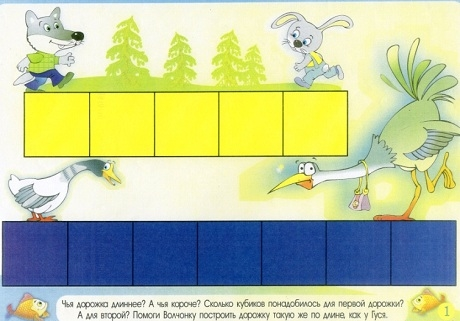 Чья дорожка длиннее? А чья короче? Сколько кубиков понадобилось для первой дорожки?
А для второй? Помоги Волчонку построить дорожку такую же по длине, как у Гуся.
1